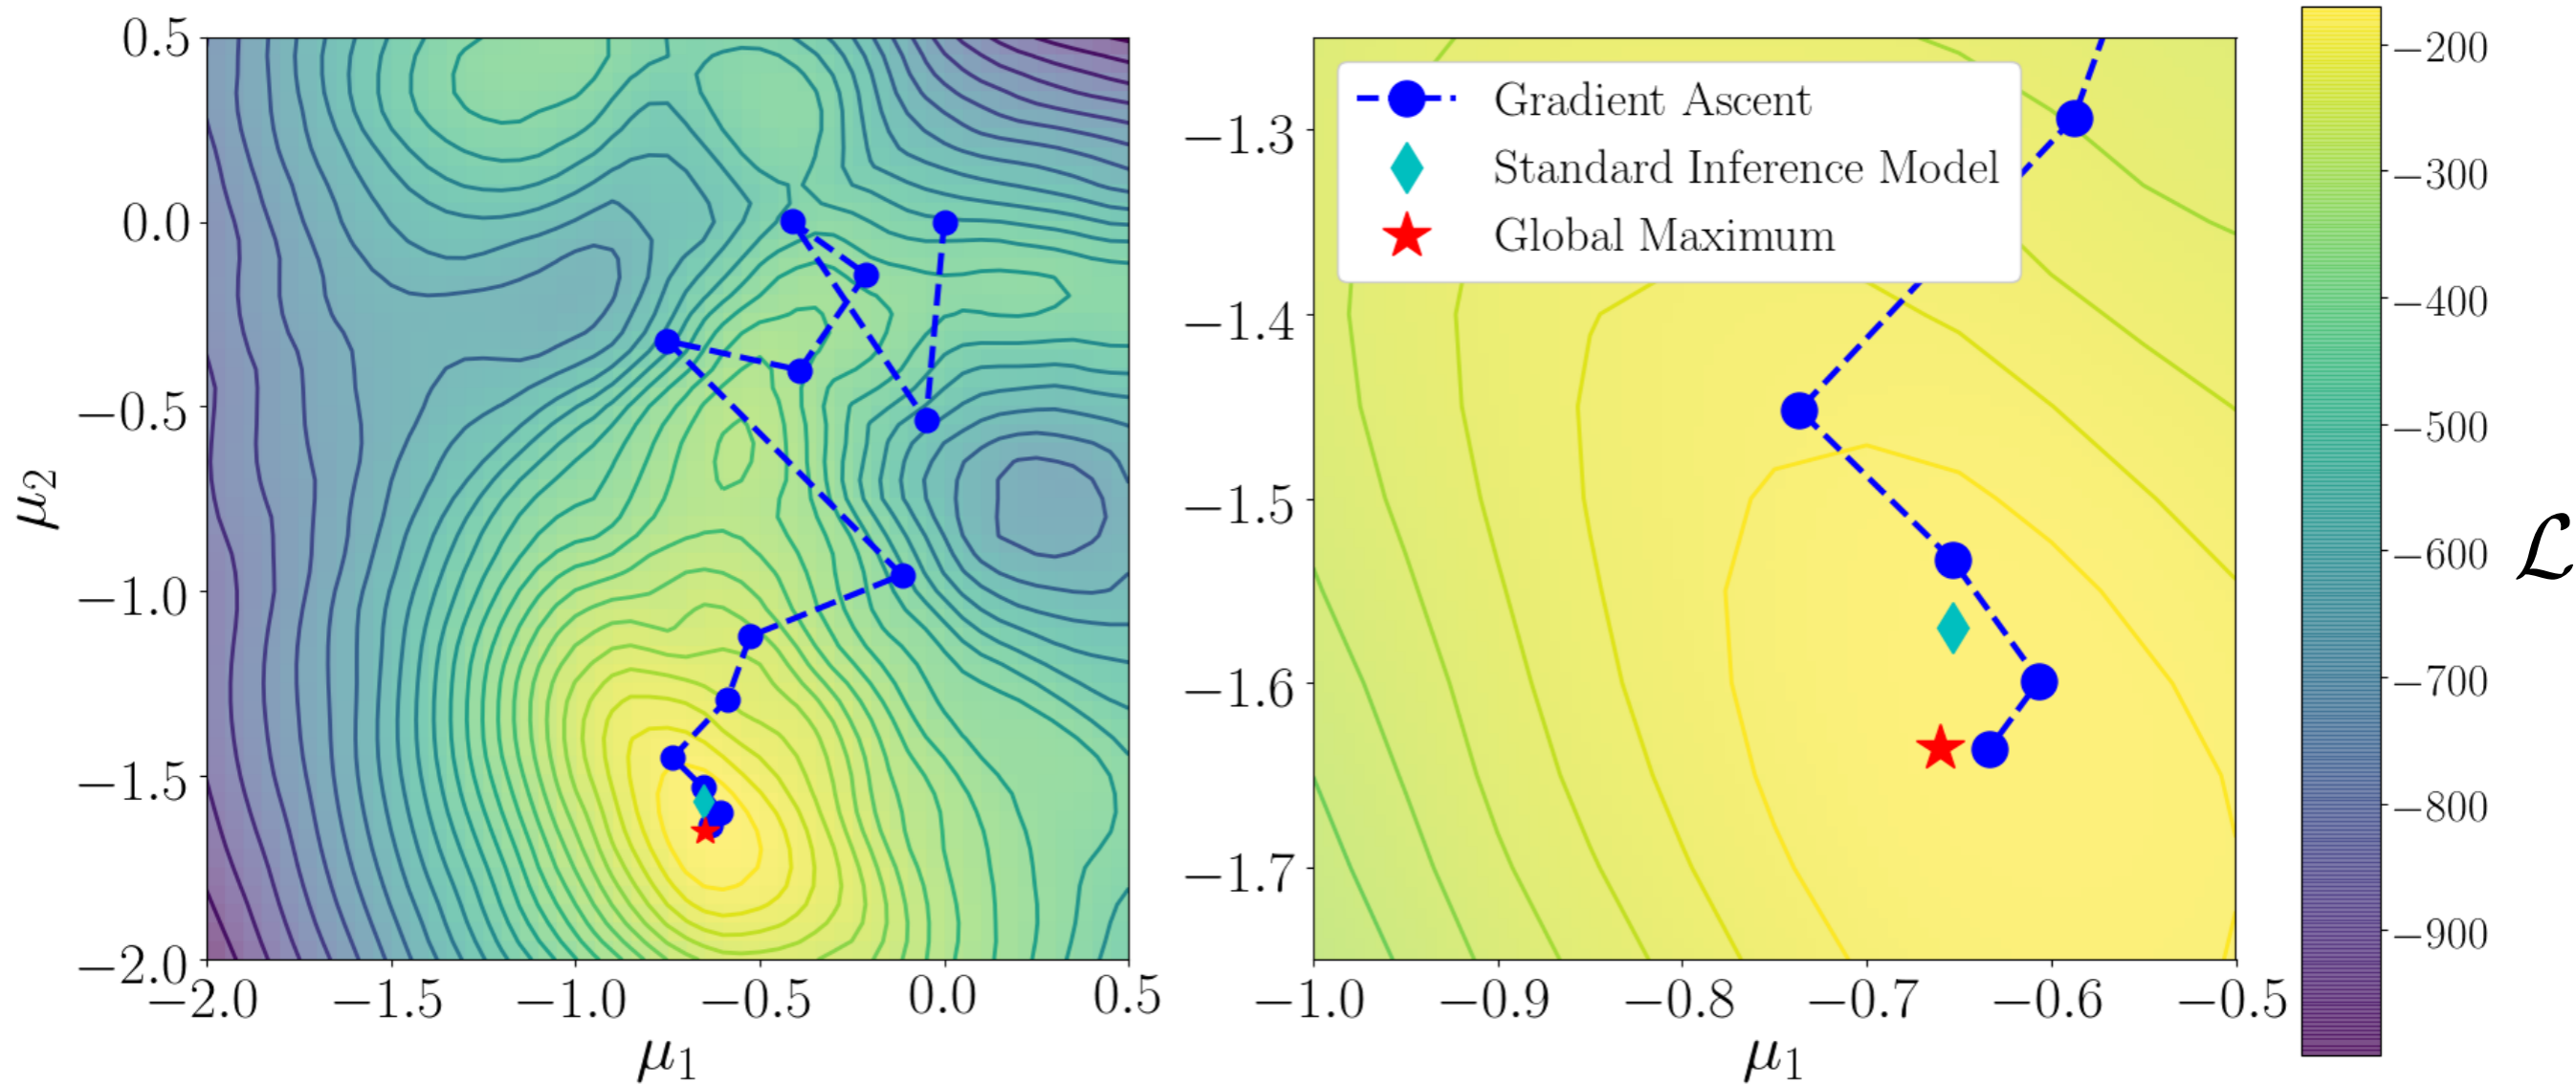 0.5
0.0
−0.5
−1.0
−1.5
−2.0
μ₂
−2.0 −1.5 −1.0 −0.5 0.0 0.5
μ₁
Gradient Ascent
Standard Inference Model
Global Maximum
−1.3
−1.4
−1.5
−1.6
−1.7
−1.0 −0.9 −0.8 −0.7 −0.6 −0.5
μ₁
−200
−300
−400
−500
−600
−700
−800
−900
ℒ